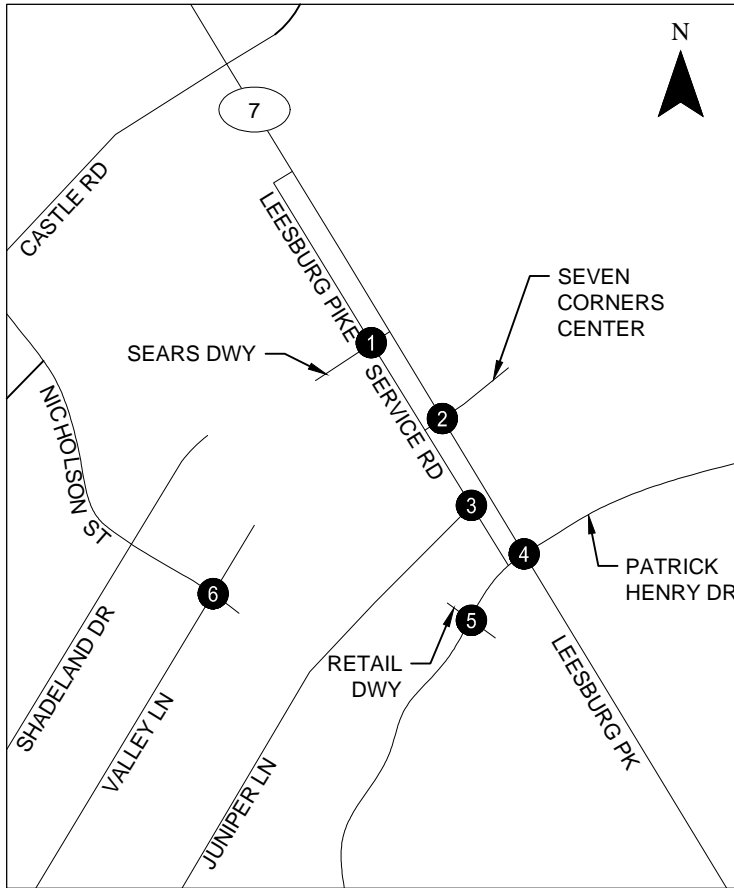 N
7
CASTLE RD
LEESBURG PIKE
SERVICE RD
SEVEN
CORNERS
CENTER
SEARS DWY
1
2
NICHOLSON ST
3
4
PATRICK
HENRY DR
6
5
RETAIL
DWY
SHADELAND DR
VALLEY LN
JUNIPER LN
LEESBURG PK